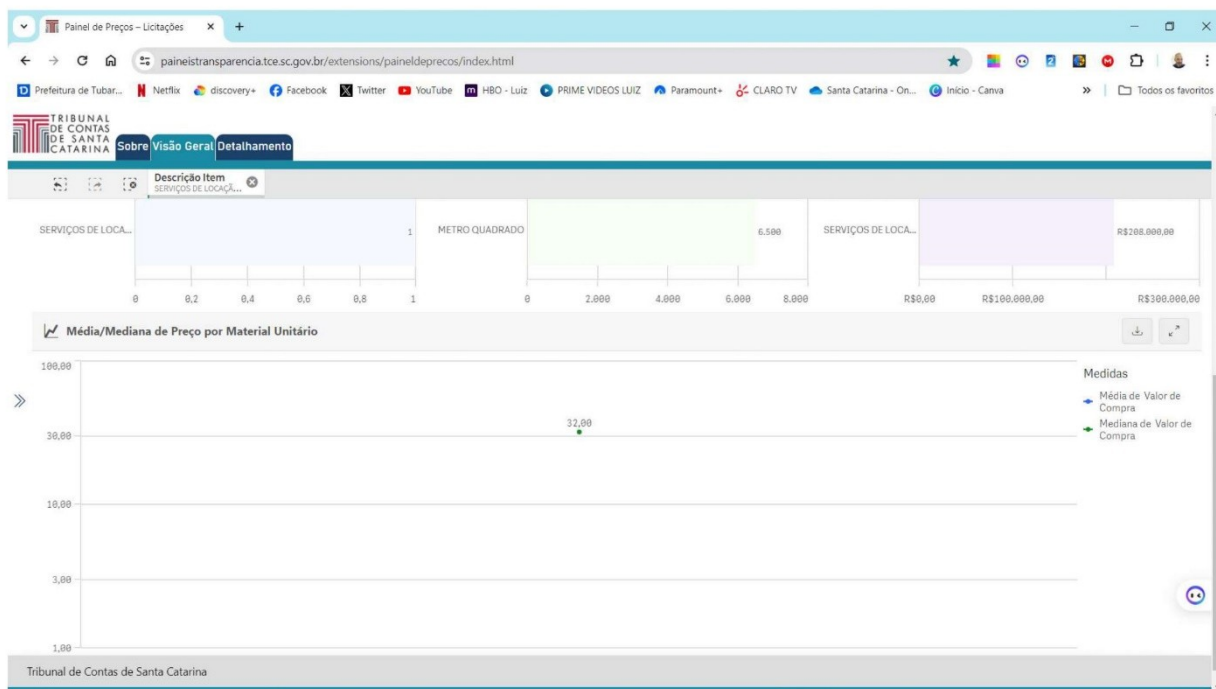 Painel de Preços – Licitações
paineistransparencia.tce.sc.gov.br/extensions/paineldeprecos/index.html
Prefeitura de Tubar... Netflix discovery+ Facebook Twitter YouTube HBO - Luiz PRIME VIDEOS LUIZ Paramount+ CLARO TV Santa Catarina - On... Início - Canva » Todos os favoritos
TRIBUNAL
DE CONTAS
DE SANTA
CATARINA
Sobre Visão Geral Detalhamento
Descrição Item
SERVIÇOS DE LOCAÇÃ...
SERVIÇOS DE LOCA... 1 METRO QUADRADO 6.500 SERVIÇOS DE LOCA... R$208.000,00
0 0,2 0,4 0,6 0,8 1 0 2.000 4.000 6.000 8.000 R$0,00 R$100.000,00 R$300.000,00
Média/Mediana de Preço por Material Unitário
100,00
Medidas
Média de Valor de
Compra
Mediana de Valor de
Compra
32,00
30,00
10,00
3,00
1,00
Tribunal de Contas de Santa Catarina